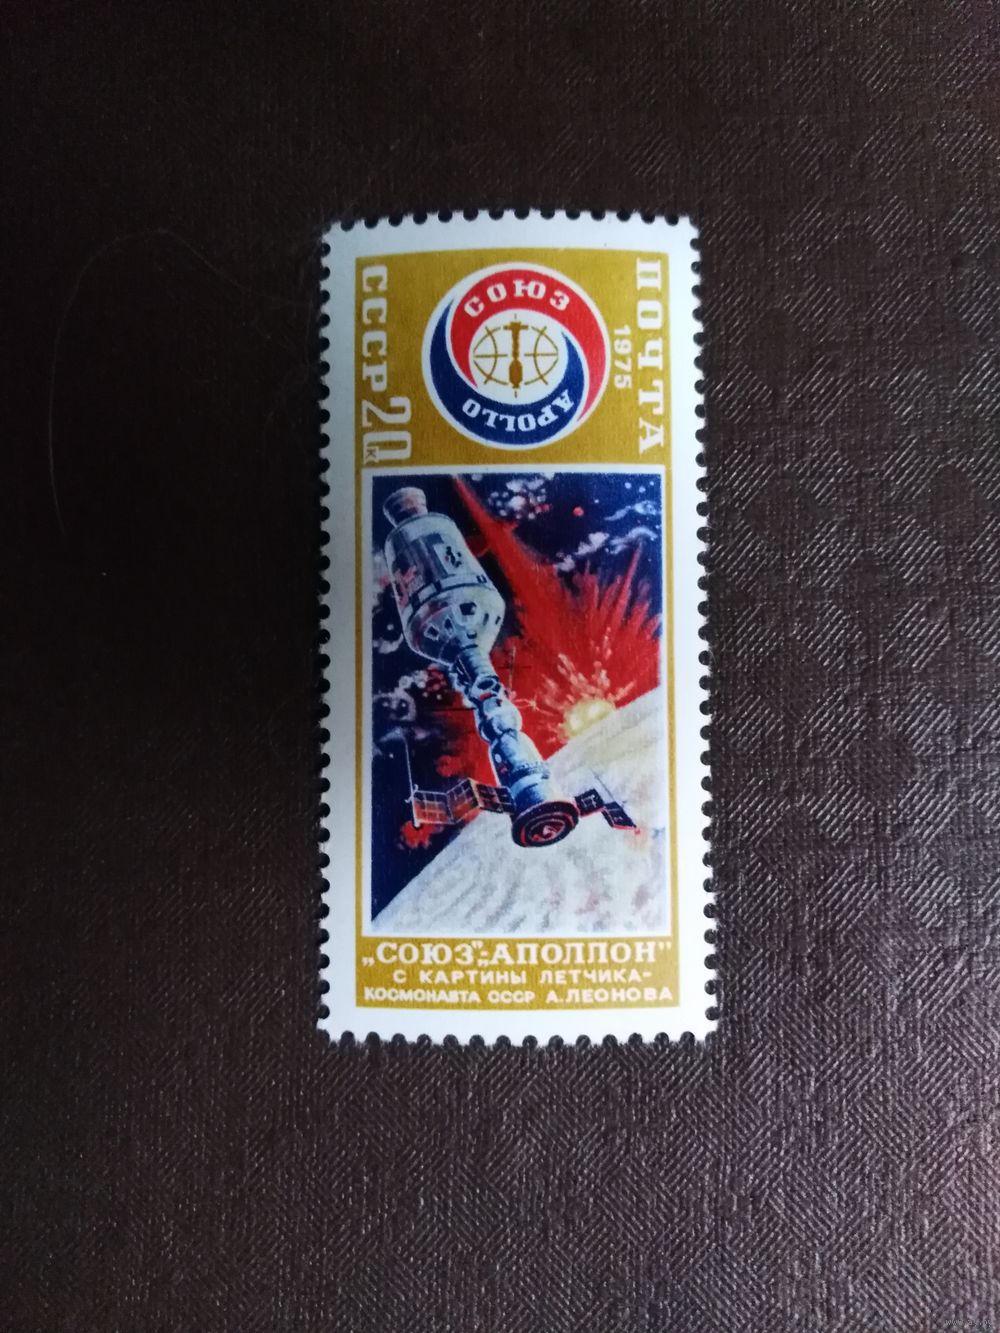 СССР 20К
СОЮЗ
APOLLO
ПОЧТА
1975
„СОЮЗ"-„АПОЛЛОН"
С КАРТИНЫ ЛЕТЧИКА-
КОСМОНАВТА СССР А.ЛЕОНОВА